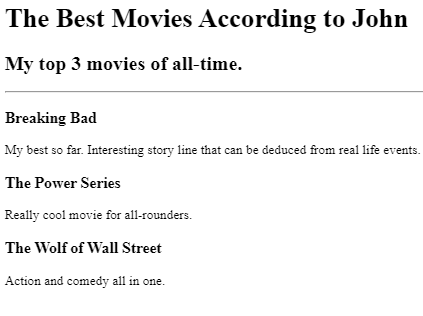 The Best Movies According to John
My top 3 movies of all-time.
Breaking Bad
My best so far. Interesting story line that can be deduced from real life events.
The Power Series
Really cool movie for all-rounders.
The Wolf of Wall Street
Action and comedy all in one.